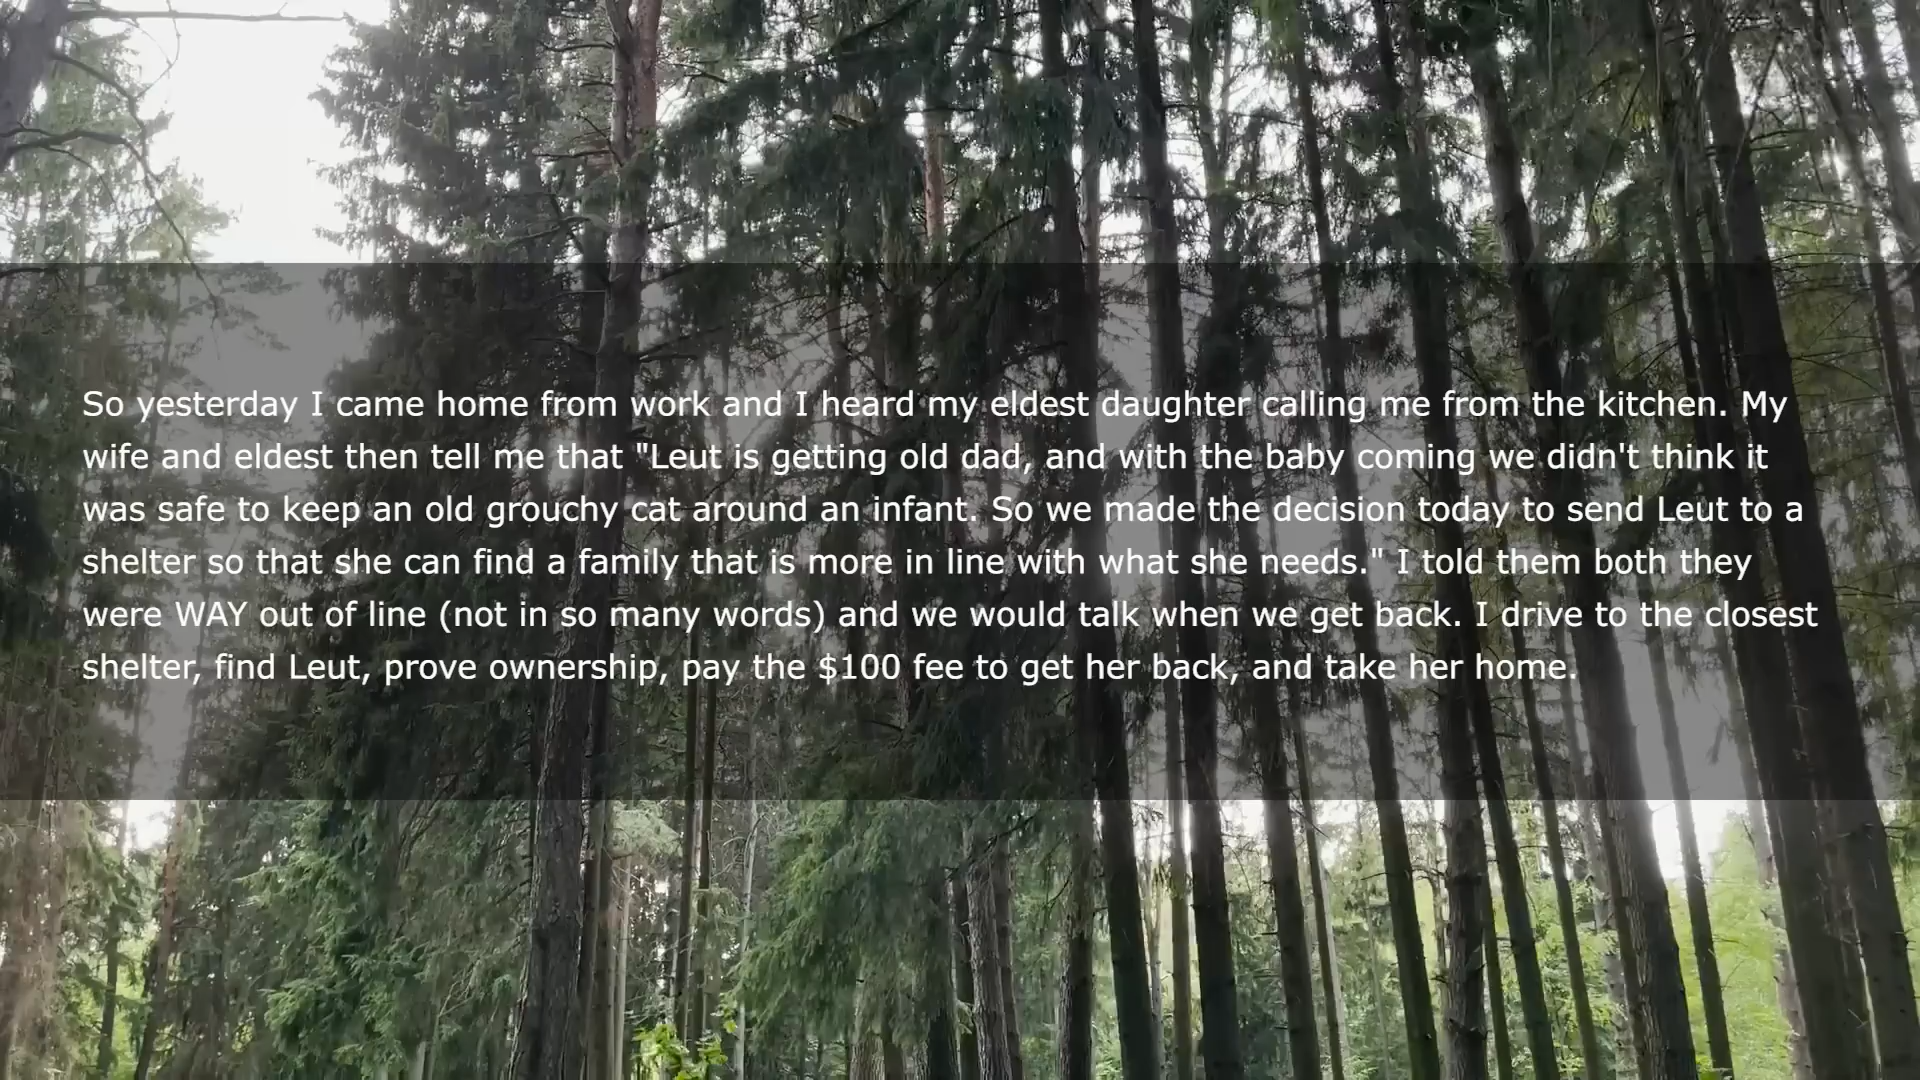 So yesterday I came home from work and I heard my eldest daughter calling me from the kitchen. My
wife and eldest then tell me that "Leut is getting old dad, and with the baby coming we didn't think it
was safe to keep an old grouchy cat around an infant. So we made the decision today to send Leut to a
shelter so that she can find a family that is more in line with what she needs." I told them both they
were WAY out of line (not in so many words) and we would talk when we get back. I drive to the closest
shelter, find Leut, prove ownership, pay the $100 fee to get her back, and take her home.